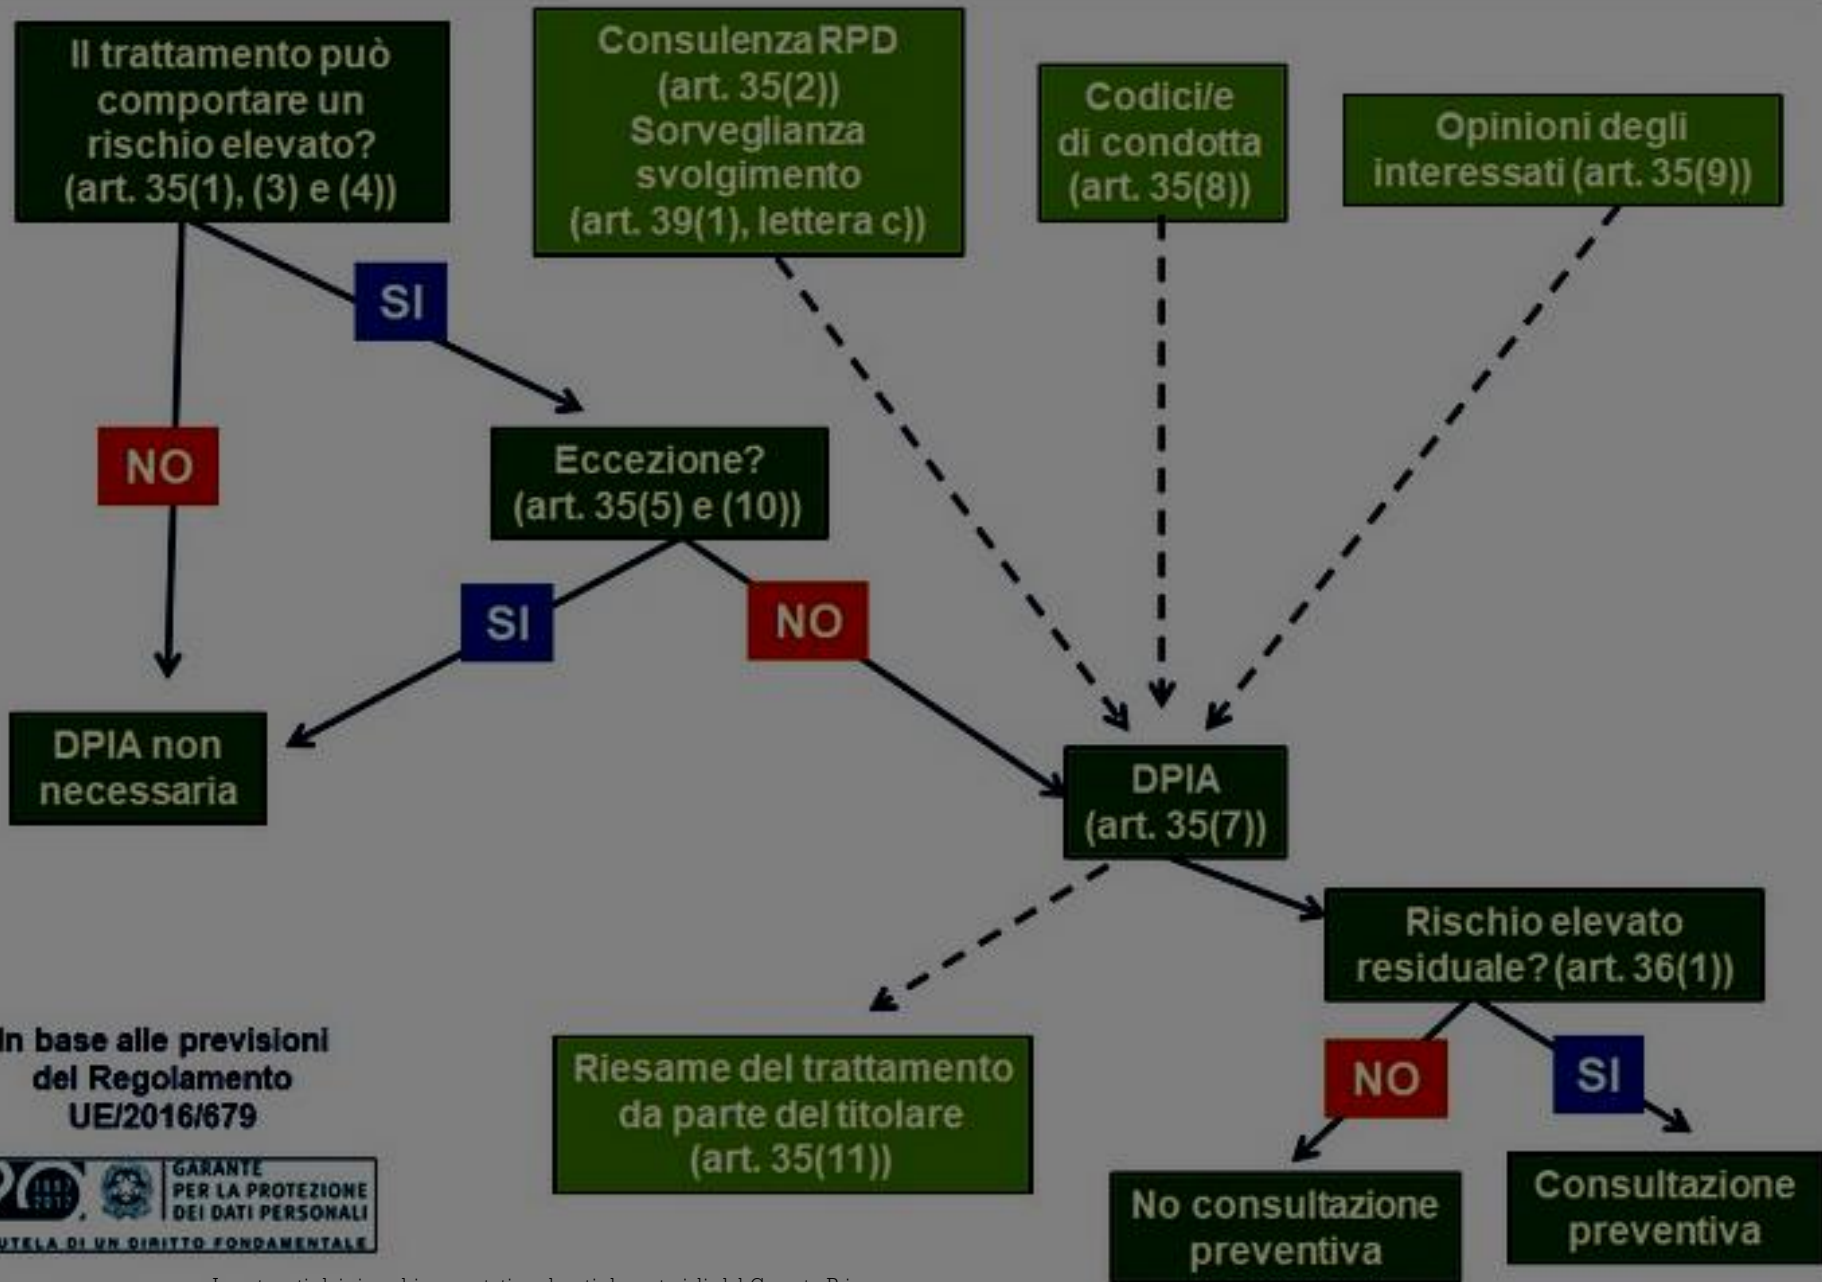 Il trattamento può
comportare un
rischio elevato?
(art. 35(1), (3) e (4))
Consulenza RPD
(art. 35(2))
Sorveglianza
svolgimento
(art. 39(1), lettera c))
Codici/e
di condotta
(art. 35(8))
Opinioni degli
interessati (art. 35(9))
SI
NO
Eccezione?
(art. 35(5) e (10))
SI
NO
DPIA non
necessaria
DPIA
(art. 35(7))
Rischio elevato
residuale? (art. 36(1))
NO
SI
Riesame del trattamento
da parte del titolare
(art. 35(11))
No consultazione
preventiva
Consultazione
preventiva
In base alle previsioni
del Regolamento
UE/2016/679
GARANTE
PER LA PROTEZIONE
DEI DATI PERSONALI
UTELA DI UN DIRITTO FONDAMENTALE